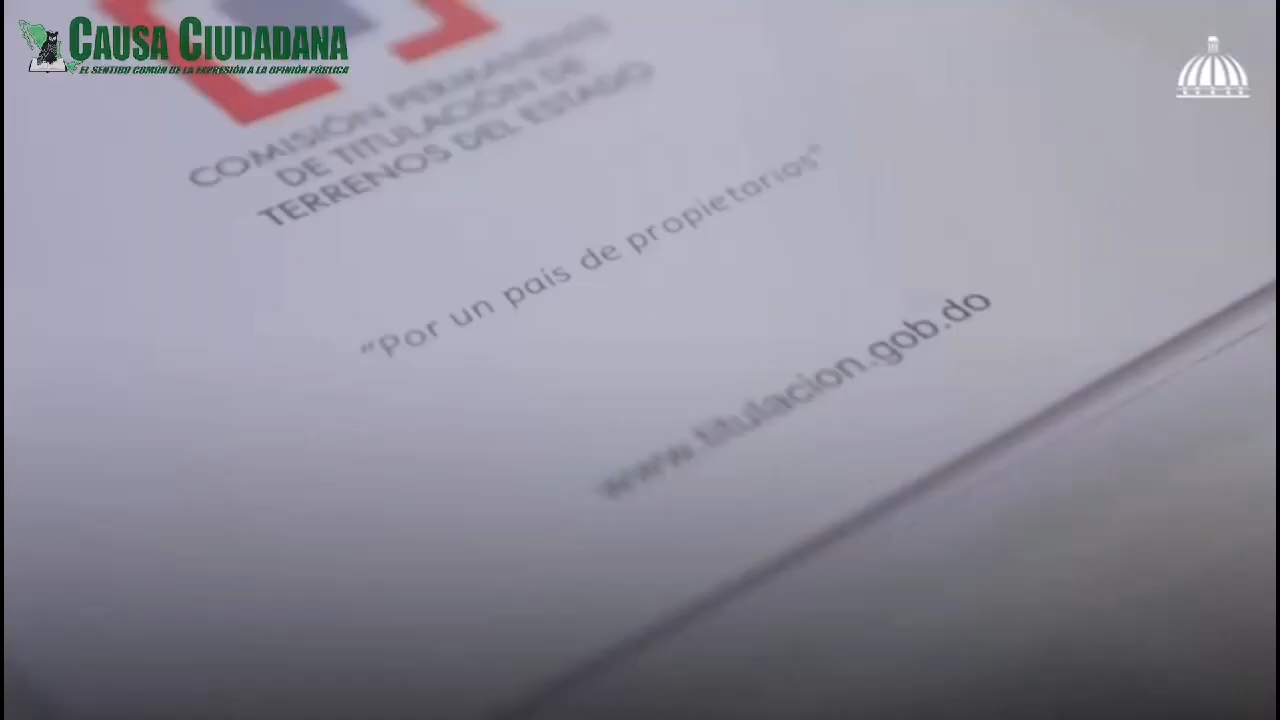 CAUSA CIUDADANA
EL SENTIDO COMÚN DE LA EXPRESIÓN A LA OPINIÓN PÚBLICA
COMISIÓN PERMANENTE
DE TITULACIÓN DE
TERRENOS DEL ESTADO
"Por un país de propietarios"
www.titulacion.gob.do